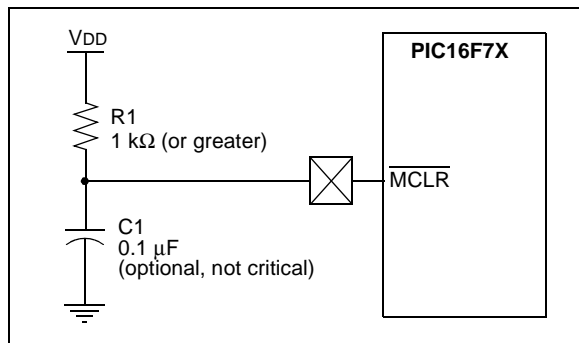 VDD
PIC16F7X
R1
1 kΩ (or greater)
MCLR
C1
0.1 μF
(optional, not critical)